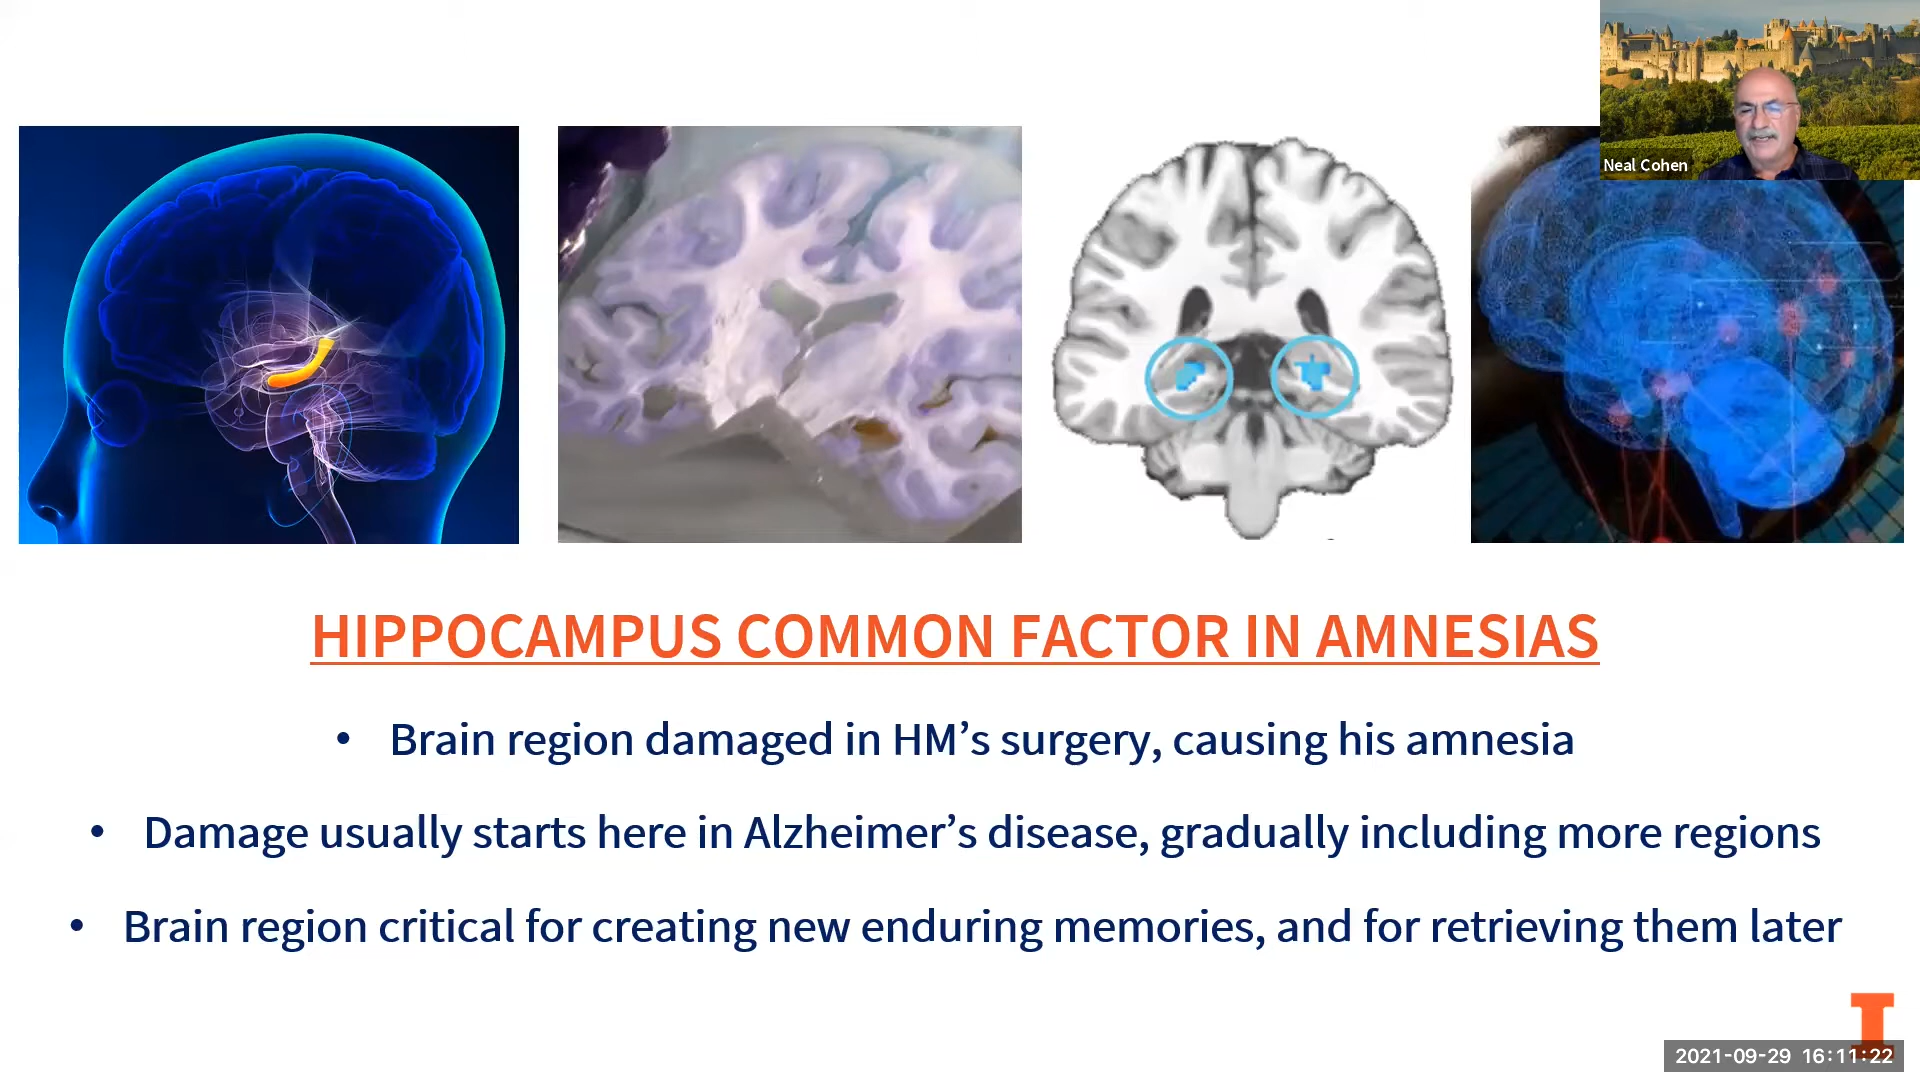 Neal Cohen
HIPPOCAMPUS COMMON FACTOR IN AMNESIAS
• Brain region damaged in HM’s surgery, causing his amnesia
• Damage usually starts here in Alzheimer’s disease, gradually including more regions
• Brain region critical for creating new enduring memories, and for retrieving them later
I
2021-09-29 16:11:22